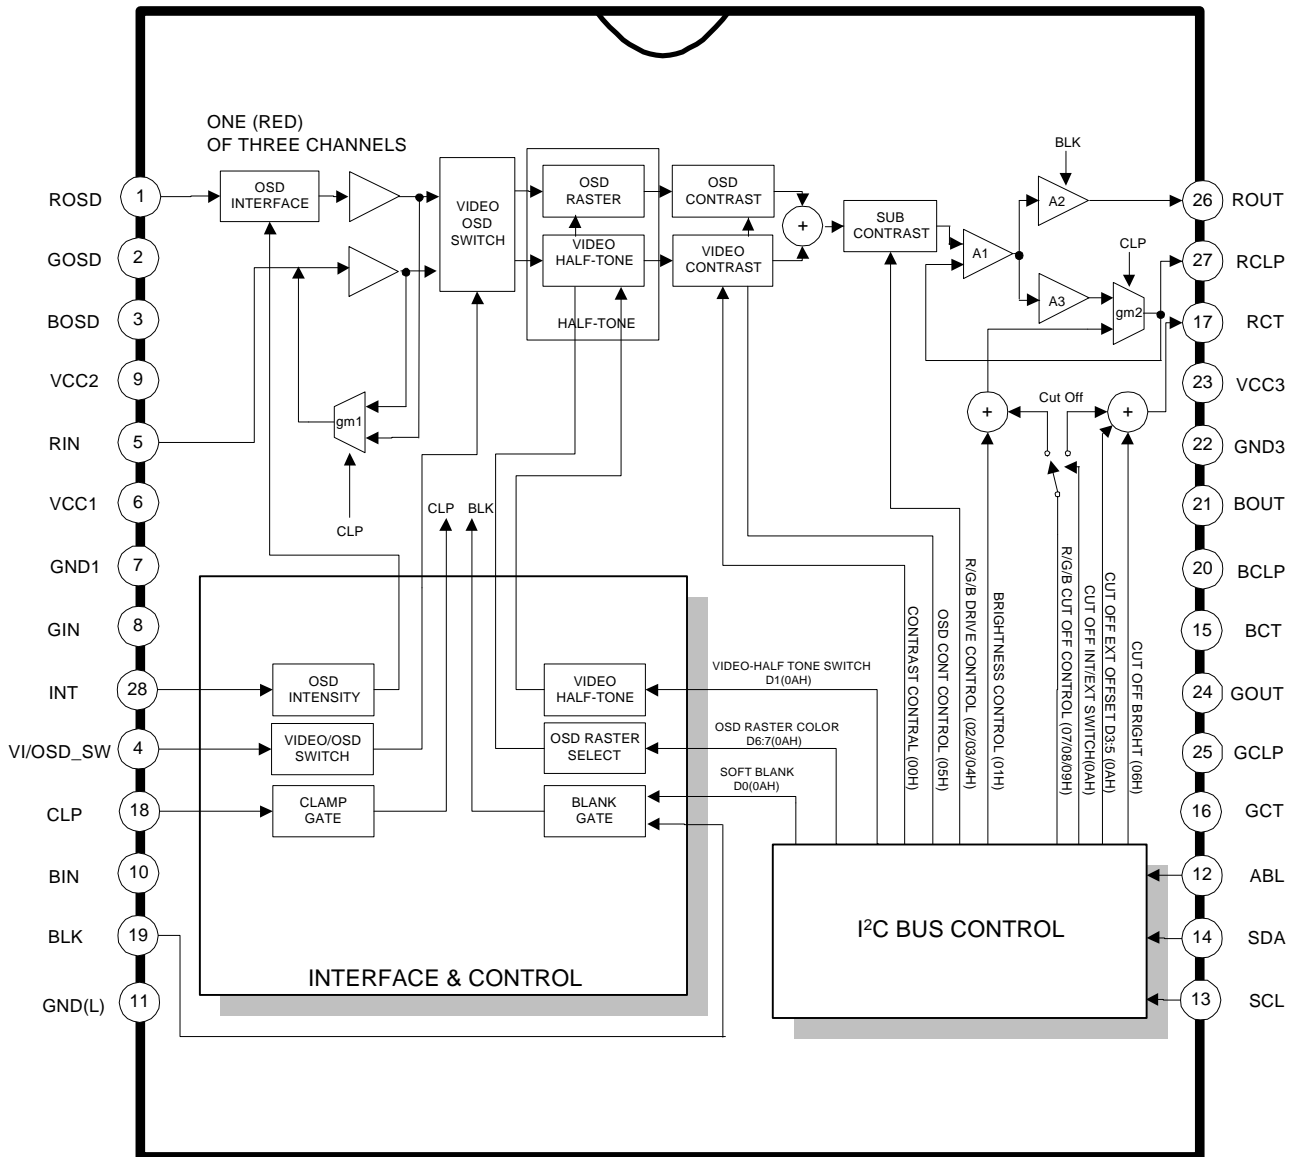 ONE (RED)
OF THREE CHANNELS
ROSD
1
GOSD
2
BOSD
3
VCC2
9
RIN
5
VCC1
6
GND1
7
GIN
8
INT
28
VI/OSD_SW
4
CLP
18
BIN
10
BLK
19
GND(L)
11
OSD
INTERFACE
VIDEO
OSD
SWITCH
OSD
RASTER
VIDEO
HALF-TONE
HALF-TONE
OSD
CONTRAST
VIDEO
CONTRAST
+
SUB
CONTRAST
A1
BLK
A2
A3
CLP
gm2
gm1
CLP
CLP
BLK
+
Cut Off
+
26
ROUT
27
RCLP
17
RCT
23
VCC3
22
GND3
21
BOUT
20
BCLP
15
BCT
24
GOUT
25
GCLP
16
GCT
12
ABL
14
SDA
13
SCL
OSD
INTENSITY
VIDEO/OSD
SWITCH
CLAMP
GATE
VIDEO
HALF-TONE
OSD RASTER
SELECT
BLANK
GATE
INTERFACE & CONTROL
VIDEO-HALF TONE SWITCH
D1(0AH)
OSD RASTER COLOR
D6:7(0AH)
SOFT BLANK
D0(0AH)
CONTRAST CONTRAL (00H)
OSD CONT CONTROL (05H)
R/G/B DRIVE CONTROL (02/03/04H)
BRIGHTNESS CONTROL (01H)
R/G/B CUT OFF CONTROL (07/08/09H)
CUT OFF INT/EXT SWITCH(0AH)
CUT OFF EXT OFFSET D3:5 (0AH)
CUT OFF BRIGHT (06H)
I²C BUS CONTROL